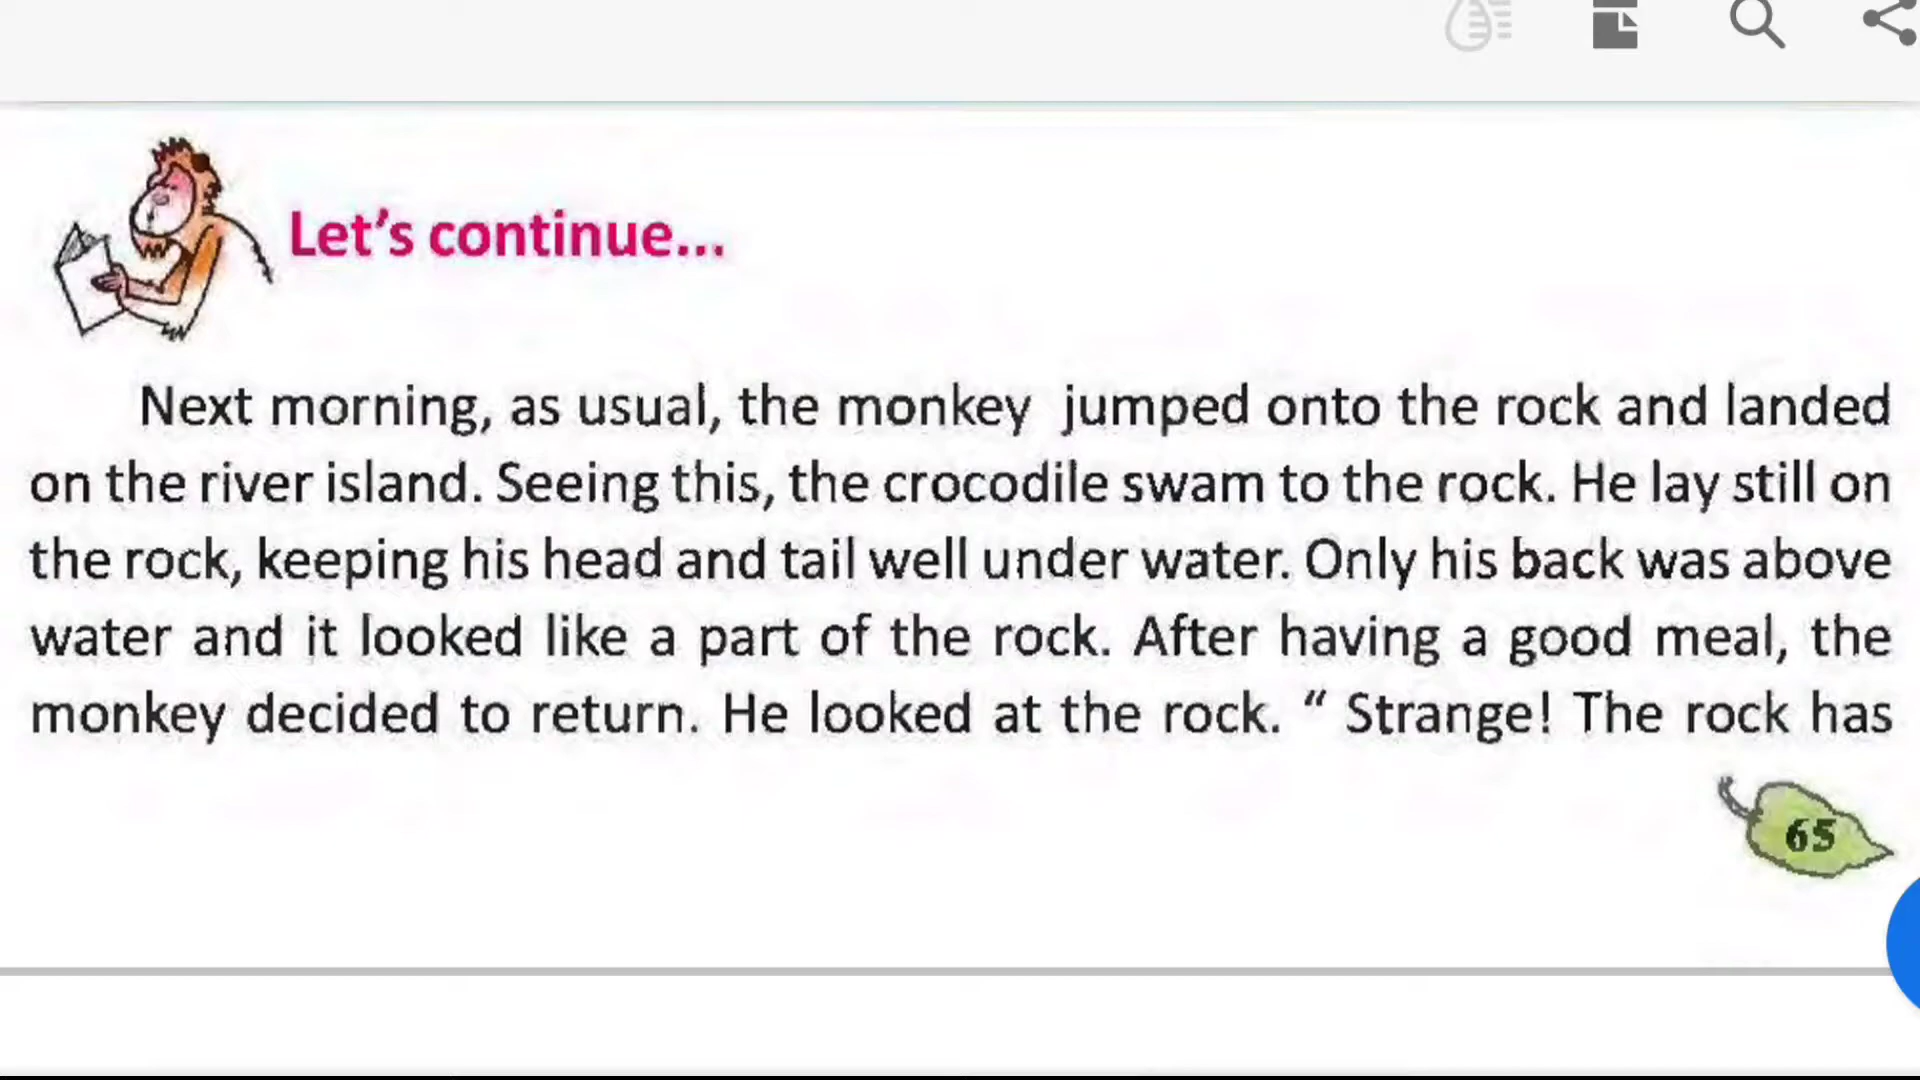 Let's continue...
Next morning, as usual, the monkey jumped onto the rock and landed
on the river island. Seeing this, the crocodile swam to the rock. He lay still on
the rock, keeping his head and tail well under water. Only his back was above
water and it looked like a part of the rock. After having a good meal, the
monkey decided to return. He looked at the rock. “ Strange! The rock has
65